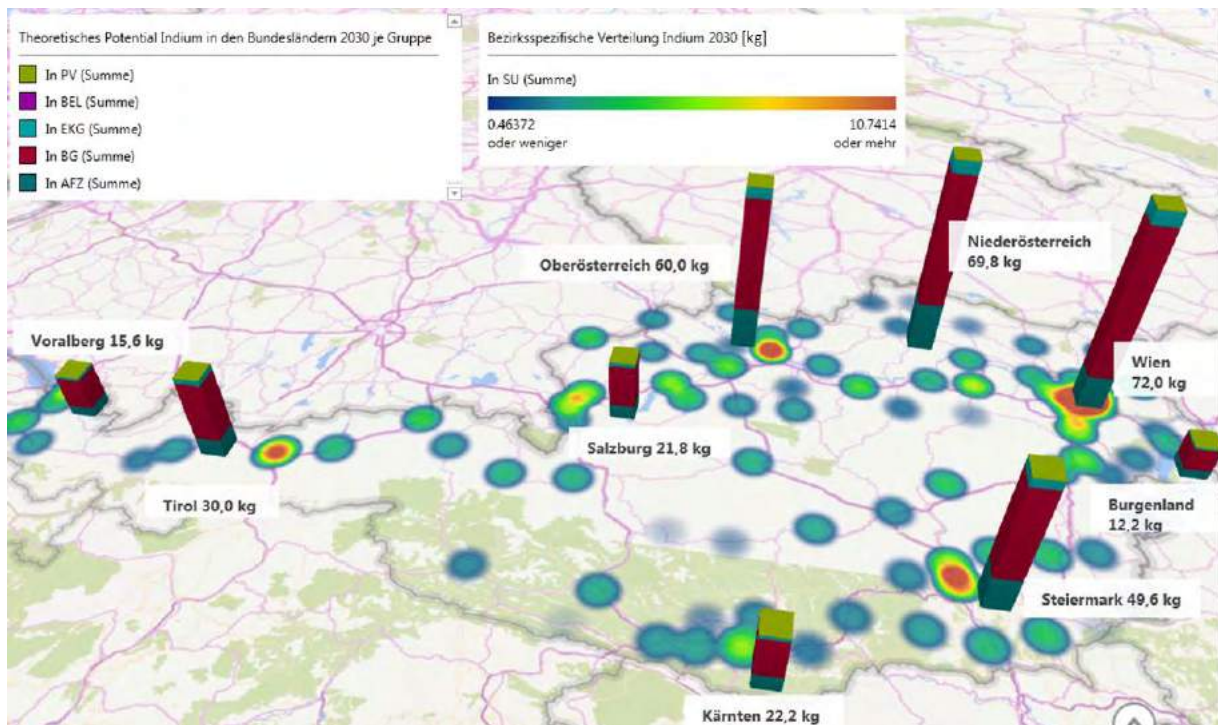 Theoretisches Potential Indium in den Bundesländern 2030 je Gruppe
In PV (Summe)
In BEL (Summe)
In EKG (Summe)
In BG (Summe)
In AFZ (Summe)
Bezirksspezifische Verteilung Indium 2030 [kg]
In SU (Summe)
0.46372 10.7414
oder weniger oder mehr
Oberösterreich 60,0 kg
Niederösterreich
69,8 kg
Voralberg 15,6 kg
Wien
72,0 kg
Salzburg 21,8 kg
Tirol 30,0 kg
Burgenland
12,2 kg
Steiermark 49,6 kg
Kärnten 22,2 kg